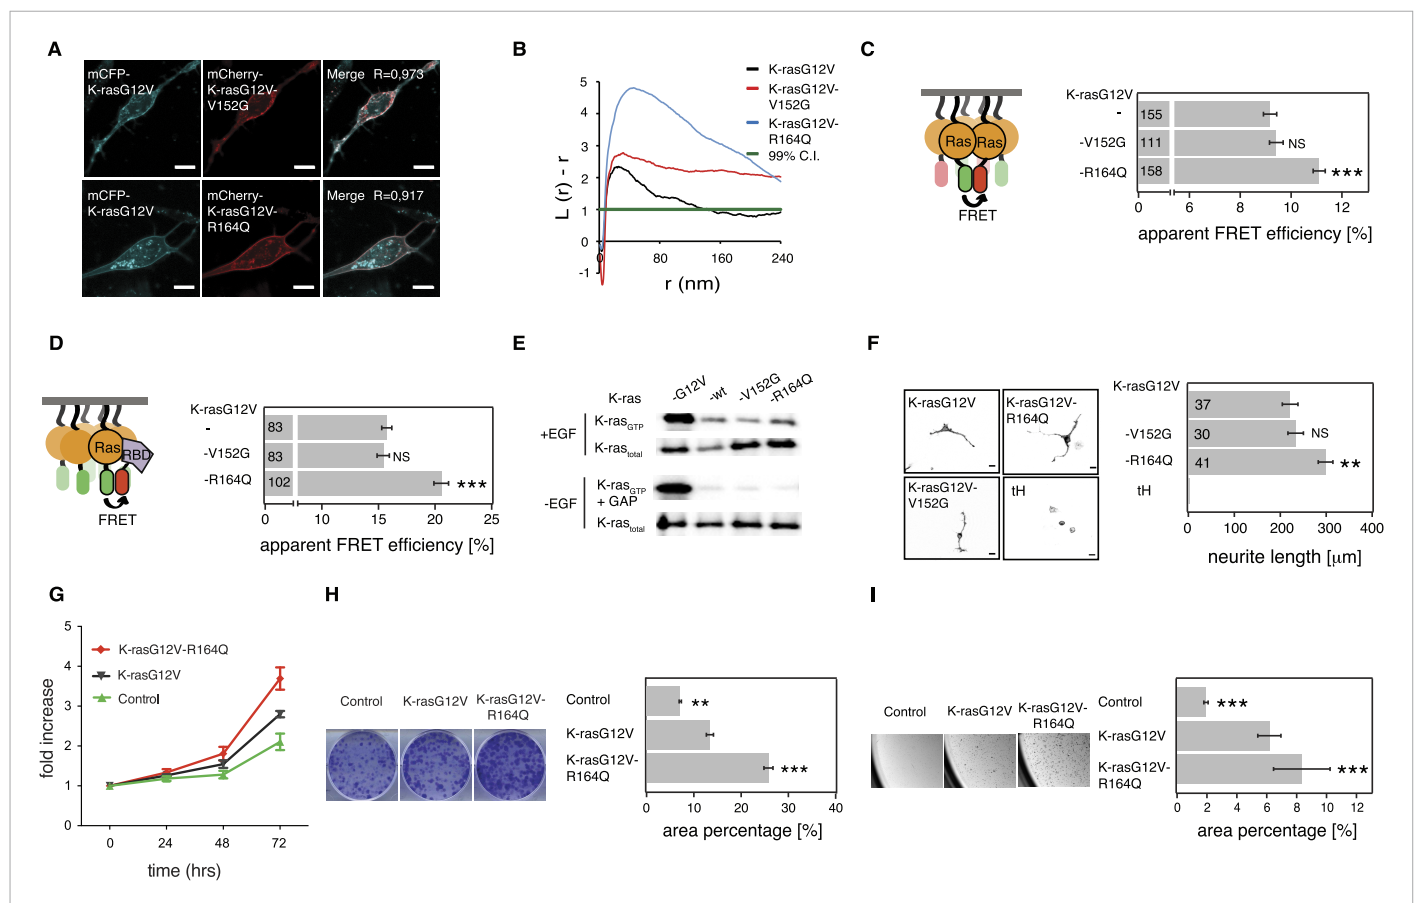 A
mCFP-
K-rasG12V
mCherry-
K-rasG12V-
V152G
Merge R=0,973
mCFP-
K-rasG12V
mCherry-
K-rasG12V-
R164Q
Merge R=0,917
B
K-rasG12V
K-rasG12V-
V152G
K-rasG12V-
R164Q
99% C.I.
L (r) - r
5
4
3
2
1
0
-1
0 80 160 240
r (nm)
C
Ras Ras
FRET
K-rasG12V
-
-V152G
-R164Q
155
111 NS
158 ***
0 6 8 10 12
apparent FRET efficiency [%]
D
Ras RBD
FRET
K-rasG12V
-
-V152G
-R164Q
83
83 NS
102 ***
0 10 15 20 25
apparent FRET efficiency [%]
E
K-ras -G12V -wt -V152G -R164Q
+EGF
K-rasGTP
K-rastotal
-EGF
K-rasGTP
+ GAP
K-rastotal
F
K-rasG12V
K-rasG12V-
R164Q
K-rasG12V-
V152G
tH
K-rasG12V
-V152G
-R164Q
tH
37
30 NS
41 **
0 100 200 300 400
neurite length [μm]
G
K-rasG12V-R164Q
K-rasG12V
Control
fold increase
5
4
3
2
1
0
0 24 48 72
time (hrs)
H
Control K-rasG12V K-rasG12V-
R164Q
Control
K-rasG12V
K-rasG12V-
R164Q
**
***
0 10 20 30 40
area percentage [%]
I
Control K-rasG12V K-rasG12V-
R164Q
Control
K-rasG12V
K-rasG12V-
R164Q
***
***
0 2 4 6 8 10 12
area percentage [%]